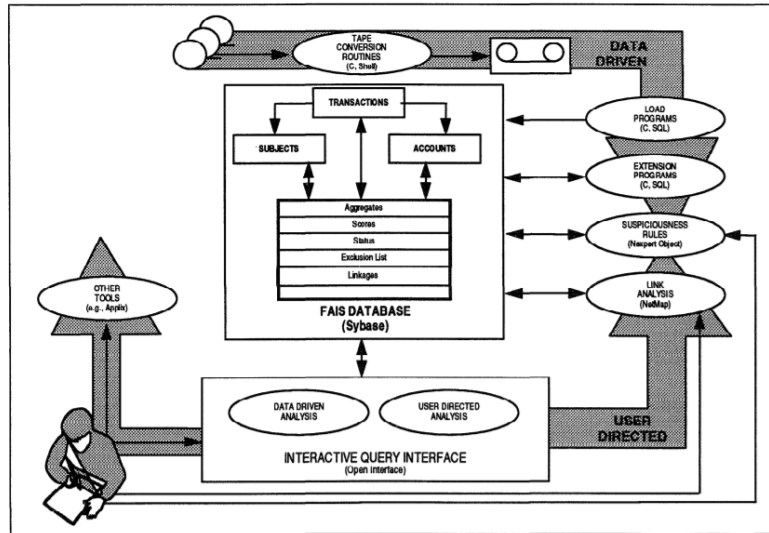 TAPE
CONVERSION
ROUTINES
(C, Shell)
DATA
DRIVEN
TRANSACTIONS
SUBJECTS
ACCOUNTS
Aggregates
Scores
Status
Exclusion List
Linkages
FAIS DATABASE
(Sybase)
LOAD
PROGRAMS
(C, SQL)
EXTENSION
PROGRAMS
(C, SQL)
SUSPICIOUSNESS
RULES
(Nexpert Object)
LINK
ANALYSIS
(NetMap)
OTHER
TOOLS
(e.g., Applix)
DATA DRIVEN
ANALYSIS
USER DIRECTED
ANALYSIS
INTERACTIVE QUERY INTERFACE
(Open Interface)
USER
DIRECTED